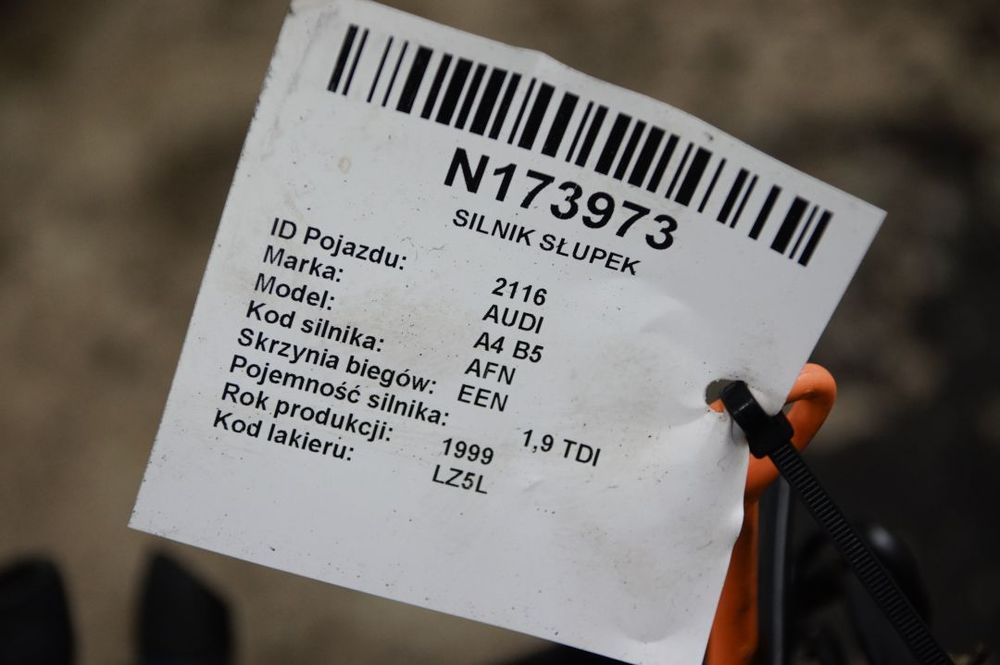 N173973
SILNIK SŁUPEK
ID Pojazdu: 2116
Marka: AUDI
Model: A4 B5
Kod silnika: AFN
Skrzynia biegów: EEN
Pojemność silnika: 1,9 TDI
Rok produkcji: 1999
Kod lakieru: LZ5L